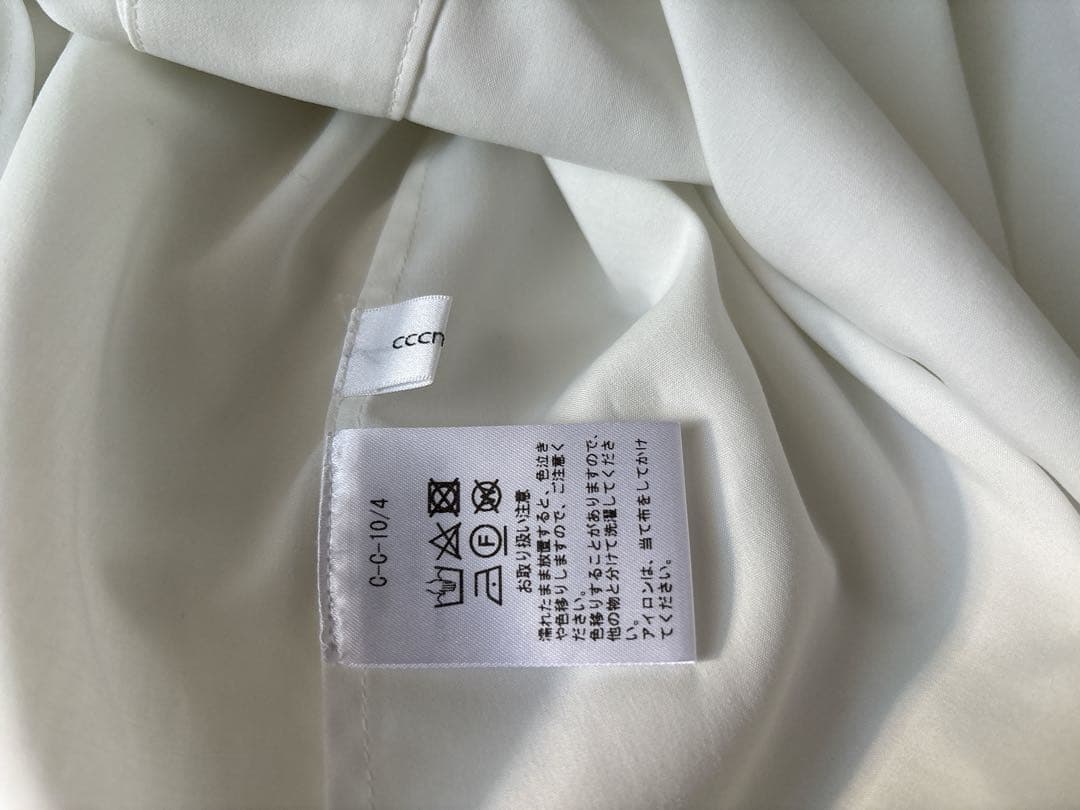 cccn
C-C-10/4
F W
お取り扱い注意
濡れたまま放置すると、色泣き
や色移りしますので、ご注意く
ださい。
色移りすることがありますので、
他の物と分けて洗濯してくださ
い。
アイロンは、当て布をしてかけ
てください。